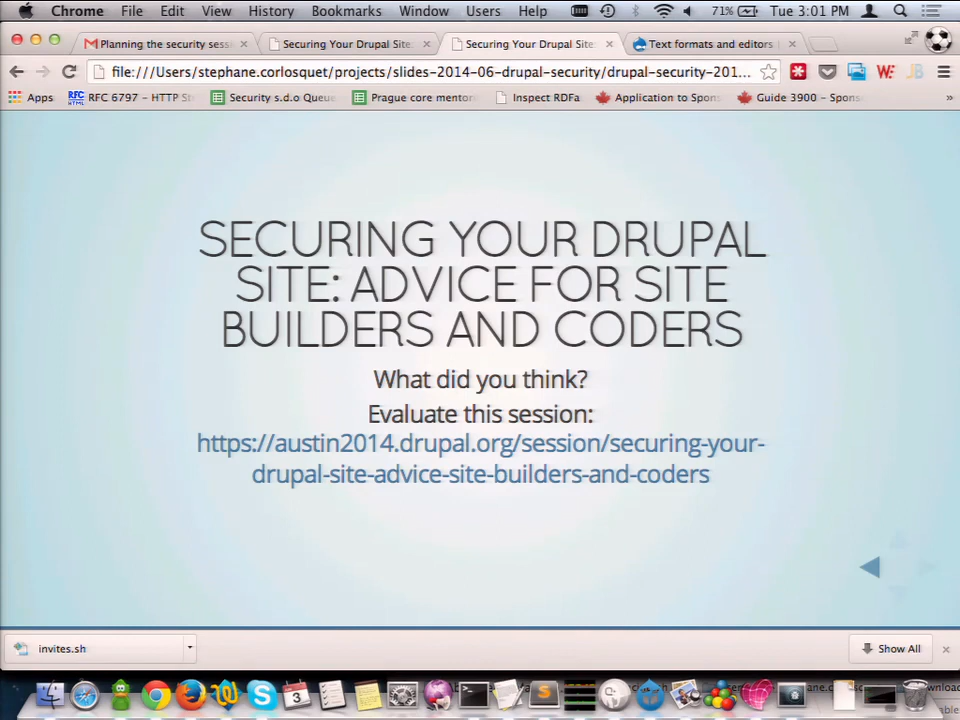 Chrome File Edit View History Bookmarks Window Users Help 71% Tue 3:01 PM
Planning the security sess Securing Your Drupal Site: Securing Your Drupal Site: Text formats and editors
file:///Users/stephane.corlosquet/projects/slides-2014-06-drupal-security/drupal-security-201...
Apps RFC 6797 – HTTP St Security s.d.o Queue Prague core mentor Inspect RDFa Application to Spons Guide 3900 – Spons »
SECURING YOUR DRUPAL
SITE: ADVICE FOR SITE
BUILDERS AND CODERS
What did you think?
Evaluate this session:
https://austin2014.drupal.org/session/securing-your-
drupal-site-advice-site-builders-and-coders
invites.sh Show All
3